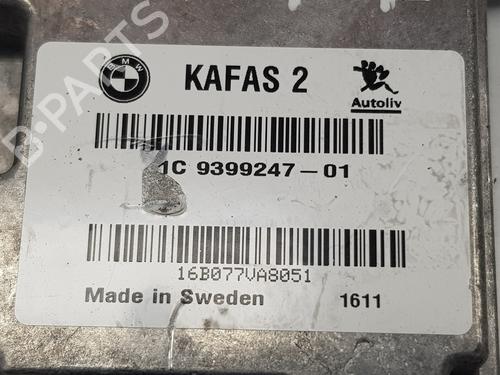 BMW
KAFAS 2
Autoliv
1C 9399247-01
16B077VA8051
Made in Sweden 1611
B-PARTS